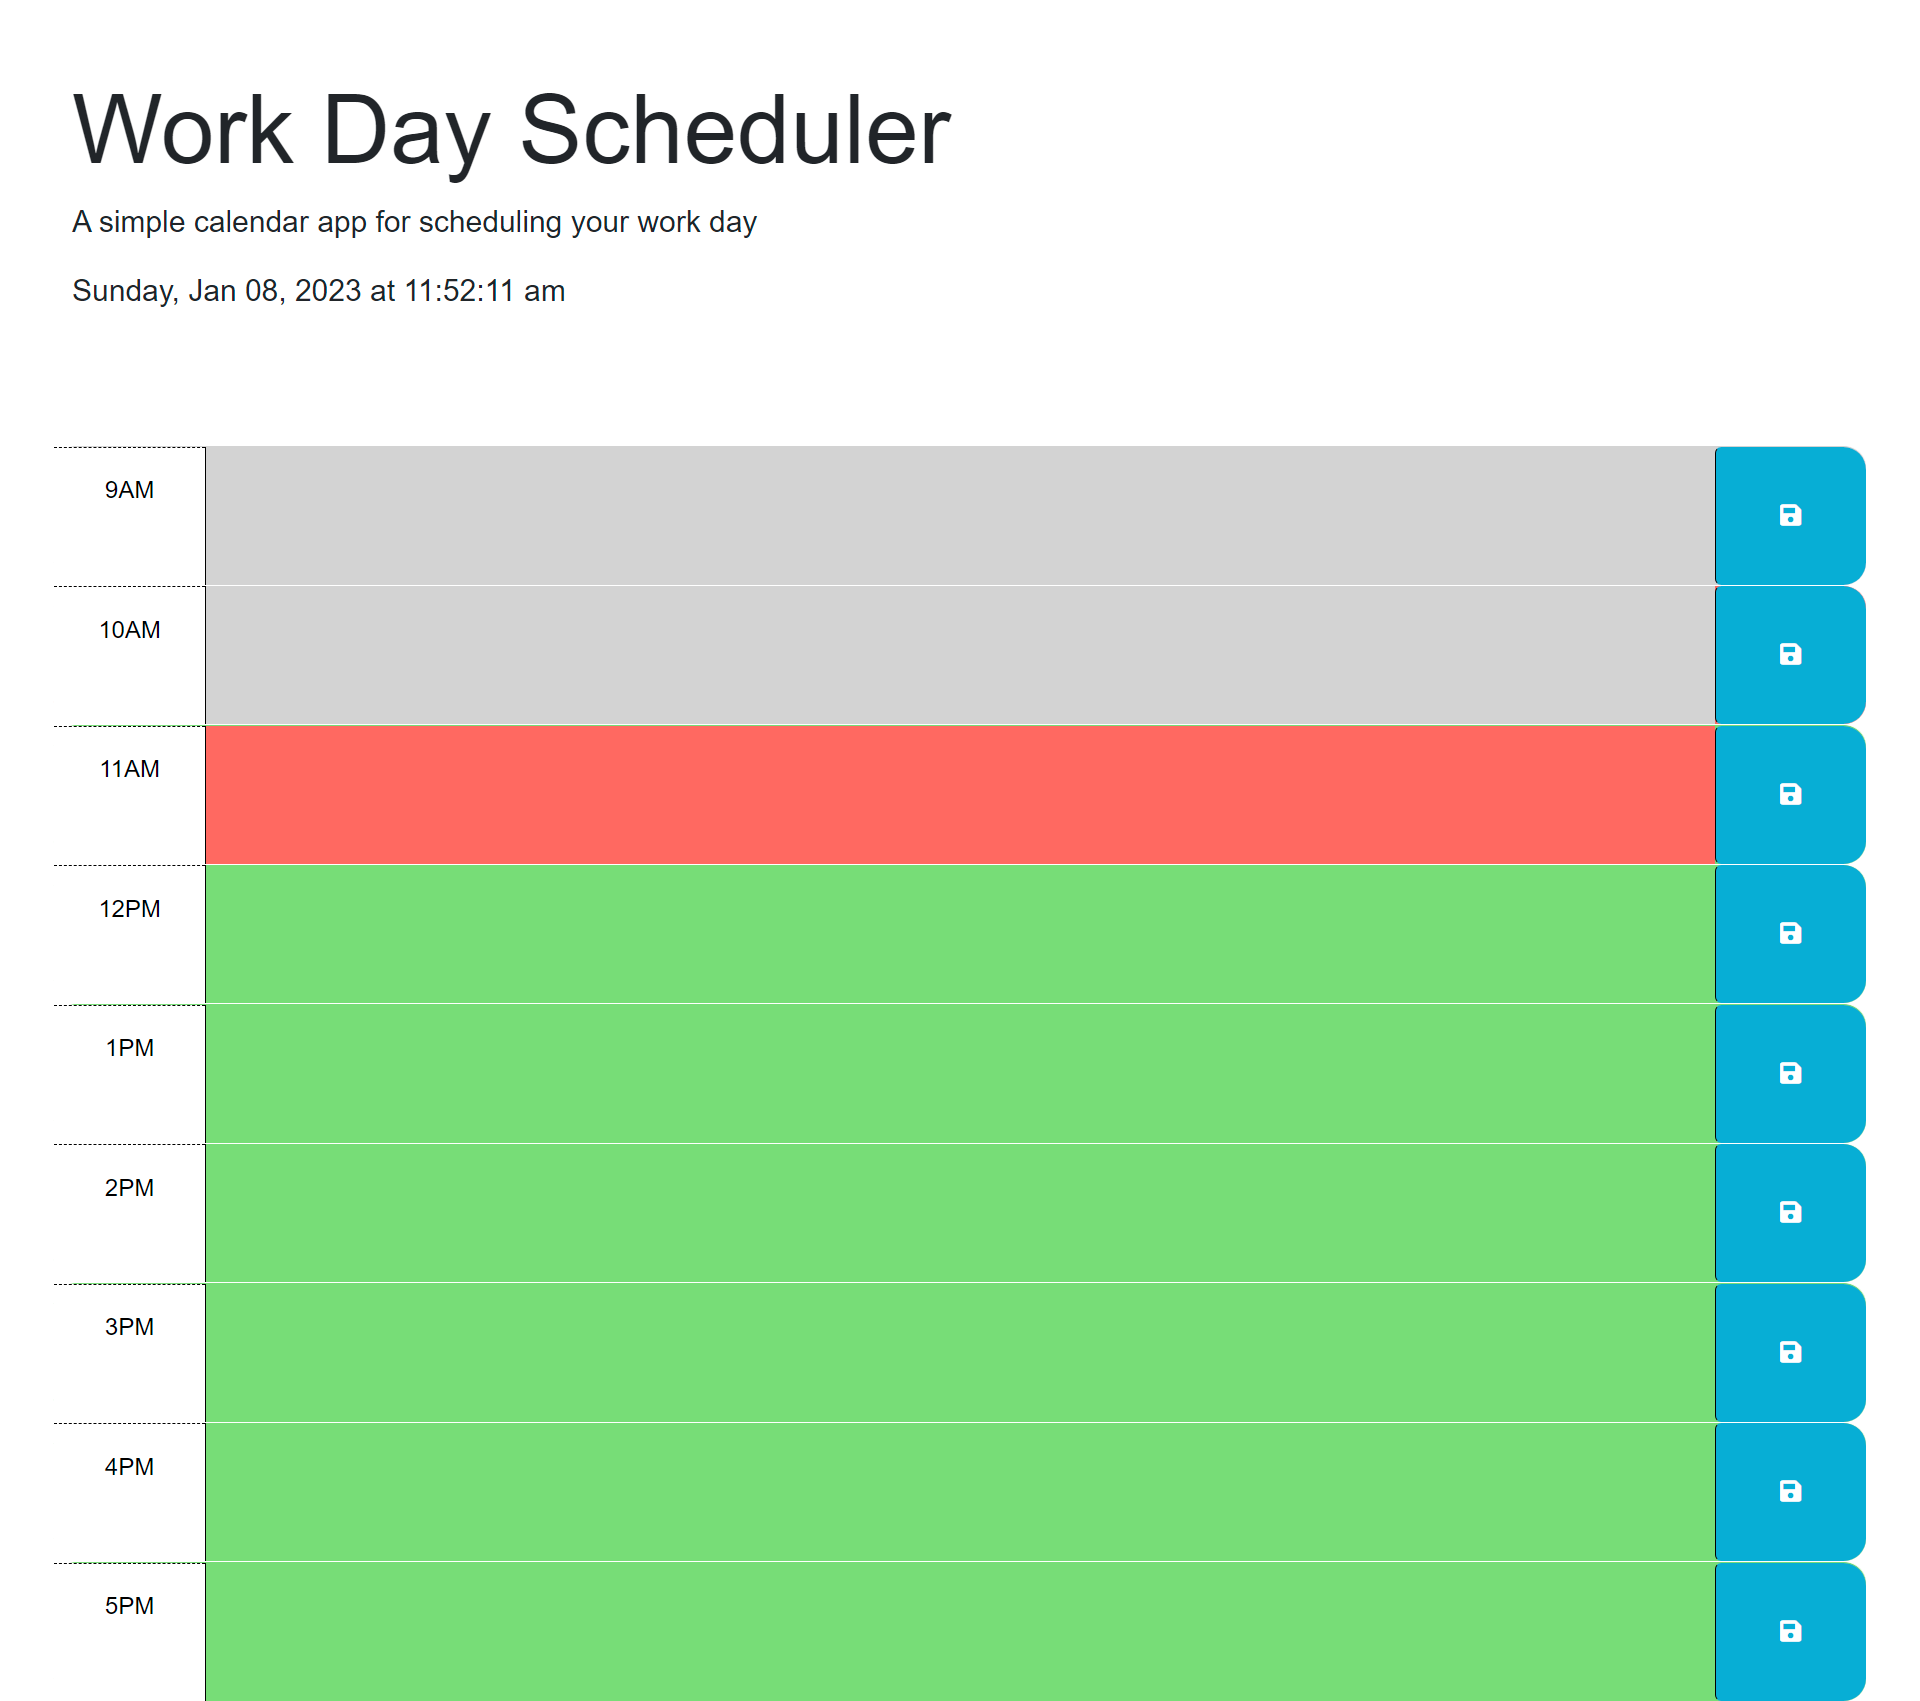 Work Day Scheduler
A simple calendar app for scheduling your work day
Sunday, Jan 08, 2023 at 11:52:11 am
9AM
10AM
11AM
12PM
1PM
2PM
3PM
4PM
5PM